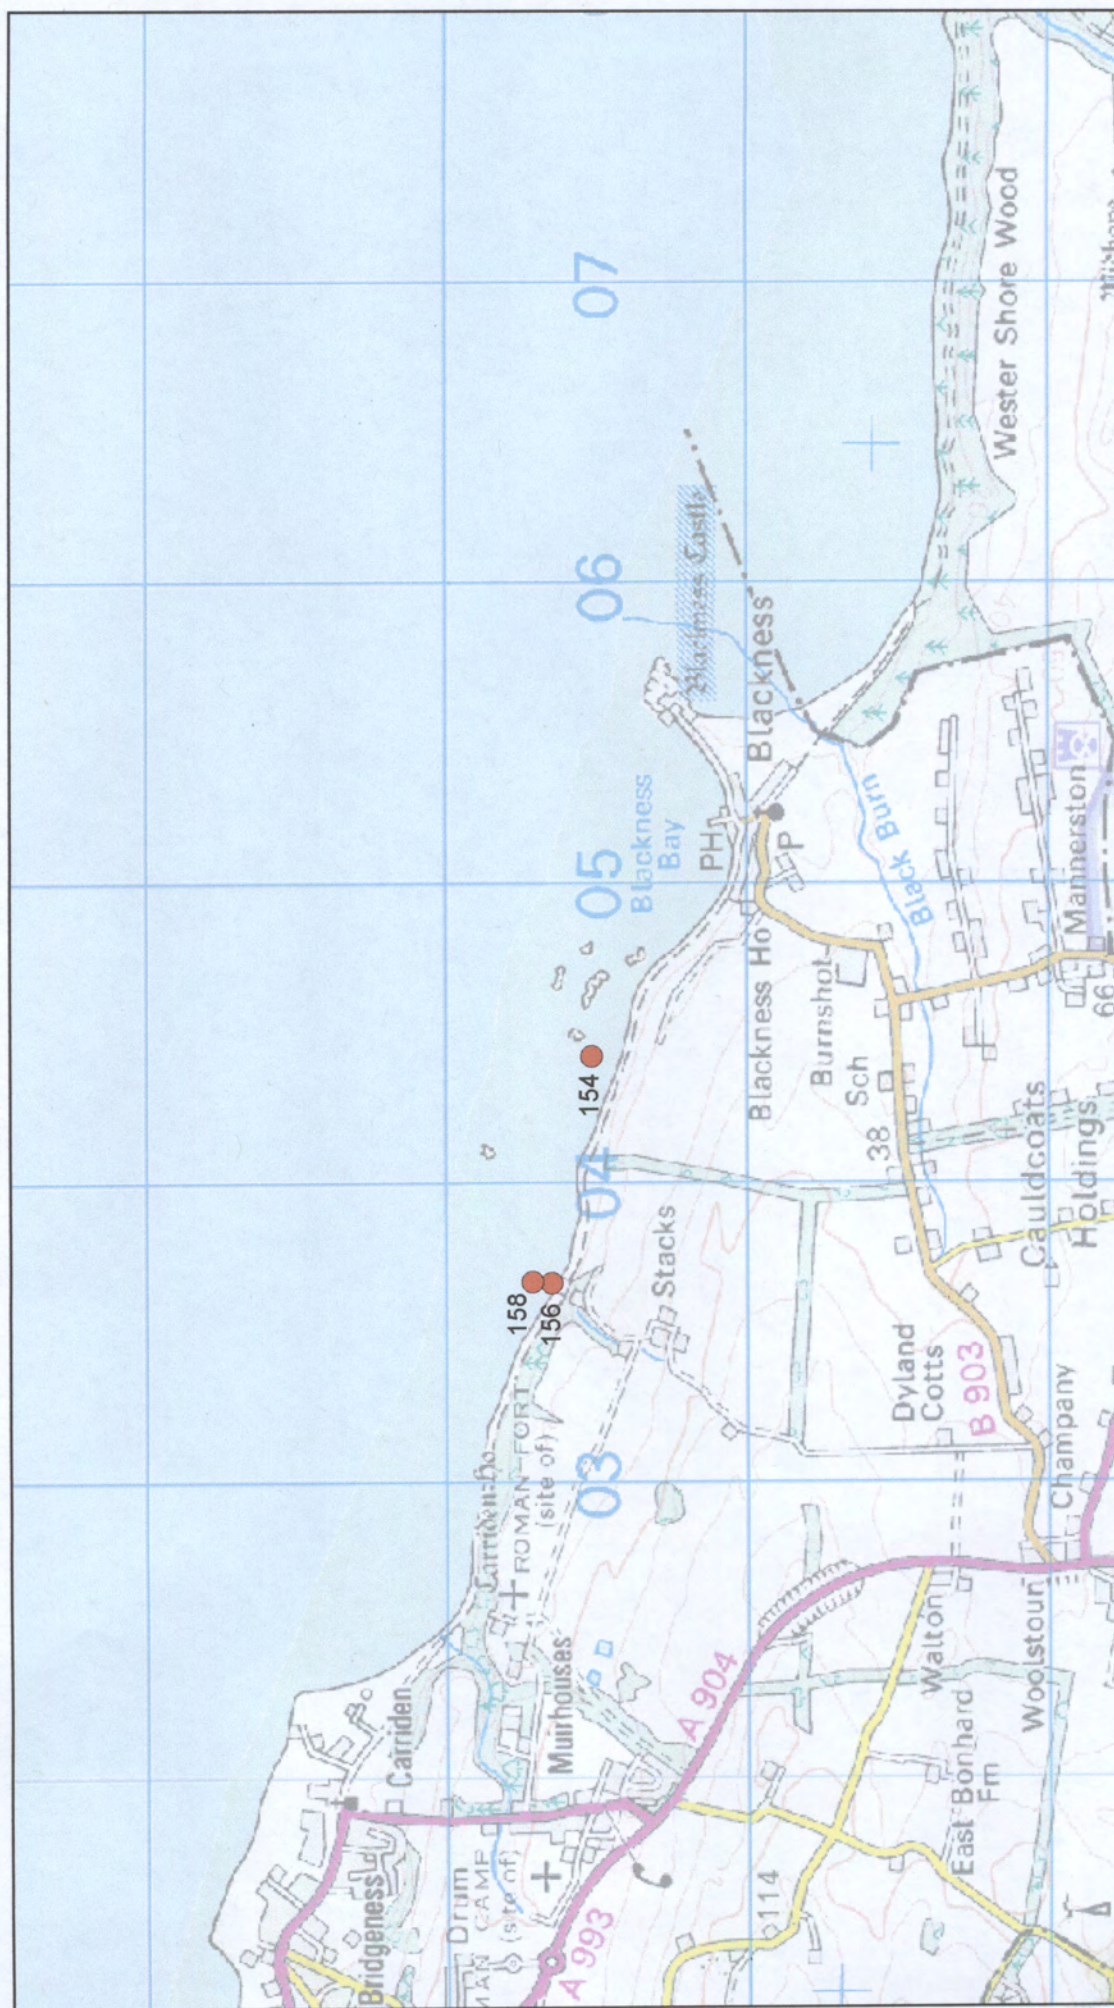 07
06
05
04
03
Blackness Castle
Blackness
Blackness
Bay
PH
P
Wester Shore Wood
Black Burn
Mannerston
66
Blackness Ho
Burnshot
Sch
38
Cauldcoats
Holdings
154
158
156
Stacks
Dyland
Cotts
B 903
Champany
Carriden Ho
ROMAN FORT
(site of)
Muirhouses
Carriden
Bridgeness
Drum
MAN CAMP
(site of)
A 993
A 904
Walton
Woolstoun
East Bonhard
Fm
114